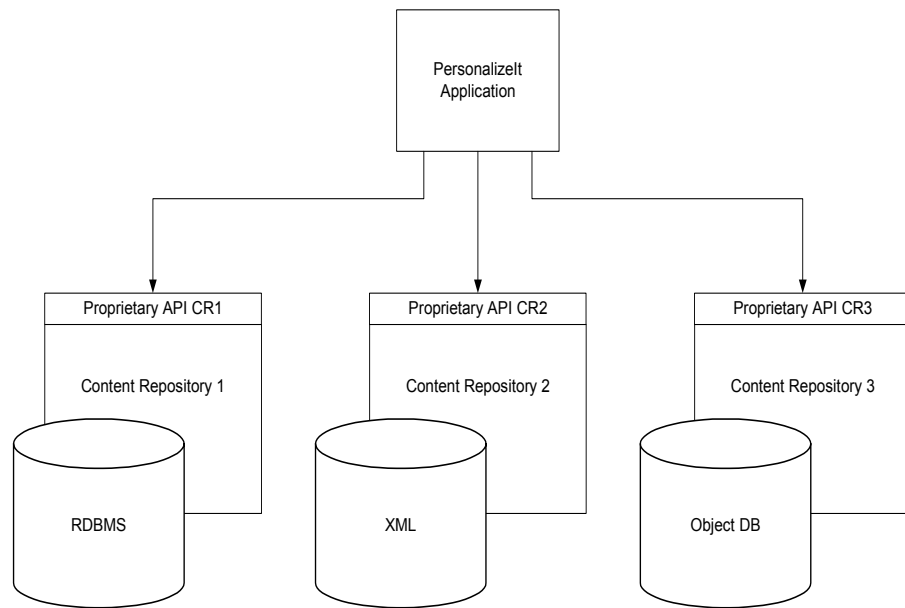 PersonalizeIt
Application
Proprietary API CR1
Proprietary API CR2
Proprietary API CR3
Content Repository 1
Content Repository 2
Content Repository 3
RDBMS
XML
Object DB